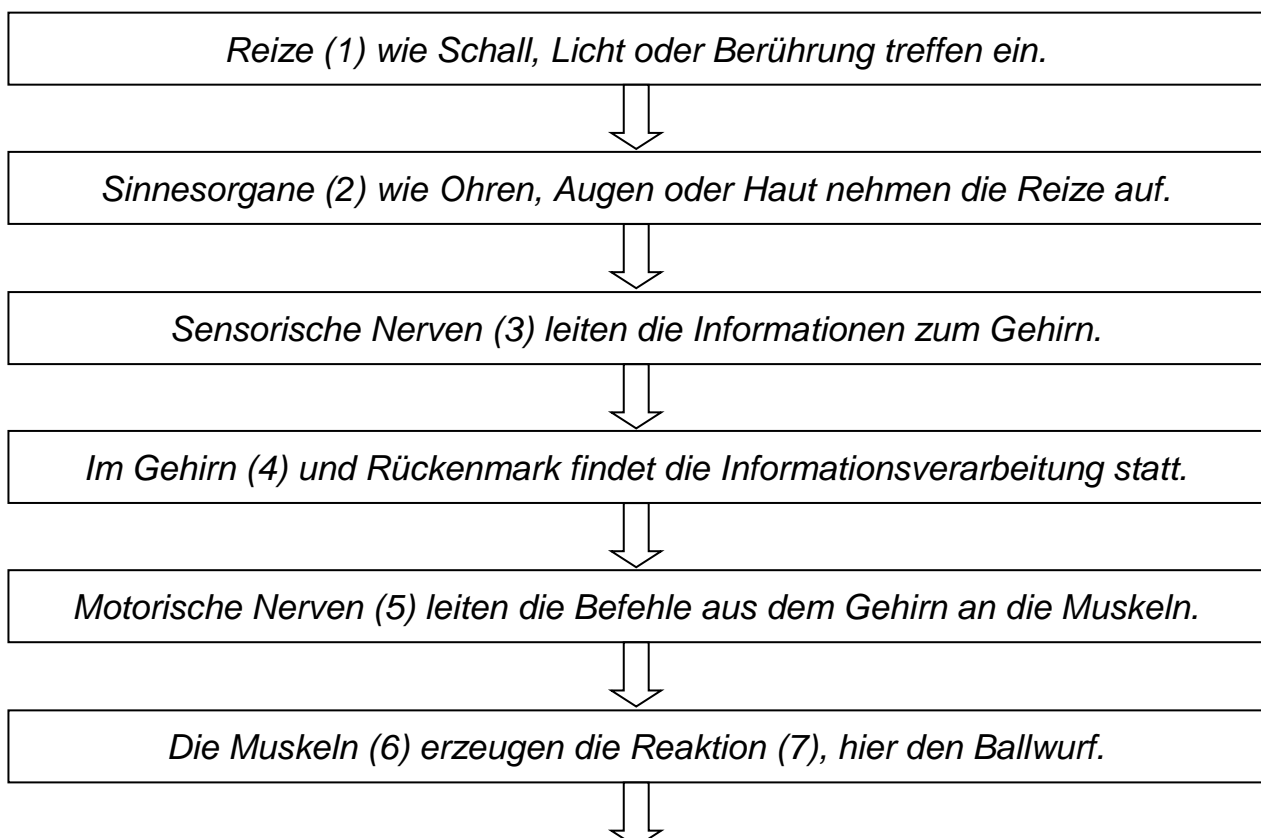 Reize (1) wie Schall, Licht oder Berührung treffen ein.
Sinnesorgane (2) wie Ohren, Augen oder Haut nehmen die Reize auf.
Sensorische Nerven (3) leiten die Informationen zum Gehirn.
Im Gehirn (4) und Rückenmark findet die Informationsverarbeitung statt.
Motorische Nerven (5) leiten die Befehle aus dem Gehirn an die Muskeln.
Die Muskeln (6) erzeugen die Reaktion (7), hier den Ballwurf.